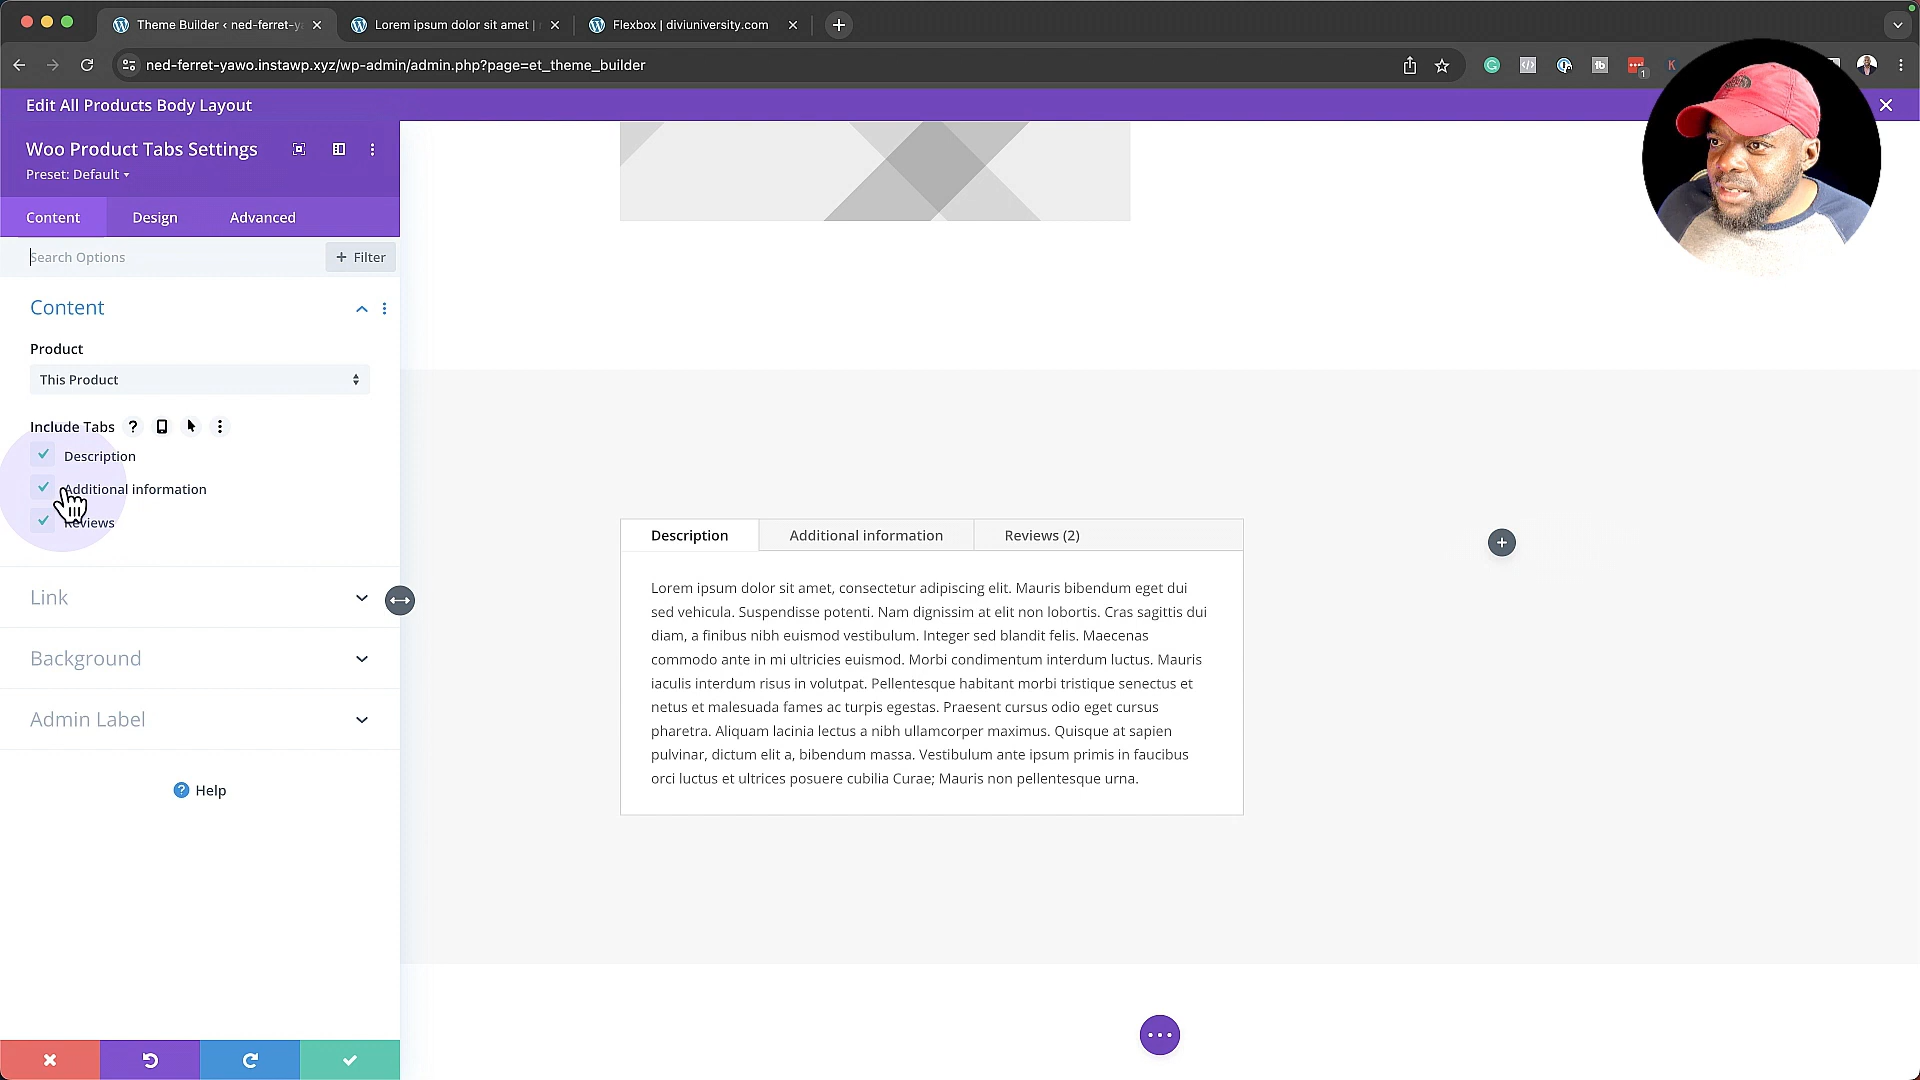 Theme Builder ‹ ned-ferret-y
Lorem ipsum dolor sit amet |
Flexbox | diviuniversity.com
ned-ferret-yawo.instawp.xyz/wp-admin/admin.php?page=et_theme_builder
tb
1
K
Edit All Products Body Layout
Woo Product Tabs Settings
Preset: Default
Content
Design
Advanced
Search Options
+ Filter
Content
Product
This Product
Include Tabs ?
Description
Additional information
Reviews
Link
Background
Admin Label
? Help
Description
Additional information
Reviews (2)
Lorem ipsum dolor sit amet, consectetur adipiscing elit. Mauris bibendum eget dui
sed vehicula. Suspendisse potenti. Nam dignissim at elit non lobortis. Cras sagittis dui
diam, a finibus nibh euismod vestibulum. Integer sed blandit felis. Maecenas
commodo ante in mi ultricies euismod. Morbi condimentum interdum luctus. Mauris
iaculis interdum risus in volutpat. Pellentesque habitant morbi tristique senectus et
netus et malesuada fames ac turpis egestas. Praesent cursus odio eget cursus
pharetra. Aliquam lacinia lectus a nibh ullamcorper maximus. Quisque at sapien
pulvinar, dictum elit a, bibendum massa. Vestibulum ante ipsum primis in faucibus
orci luctus et ultrices posuere cubilia Curae; Mauris non pellentesque urna.